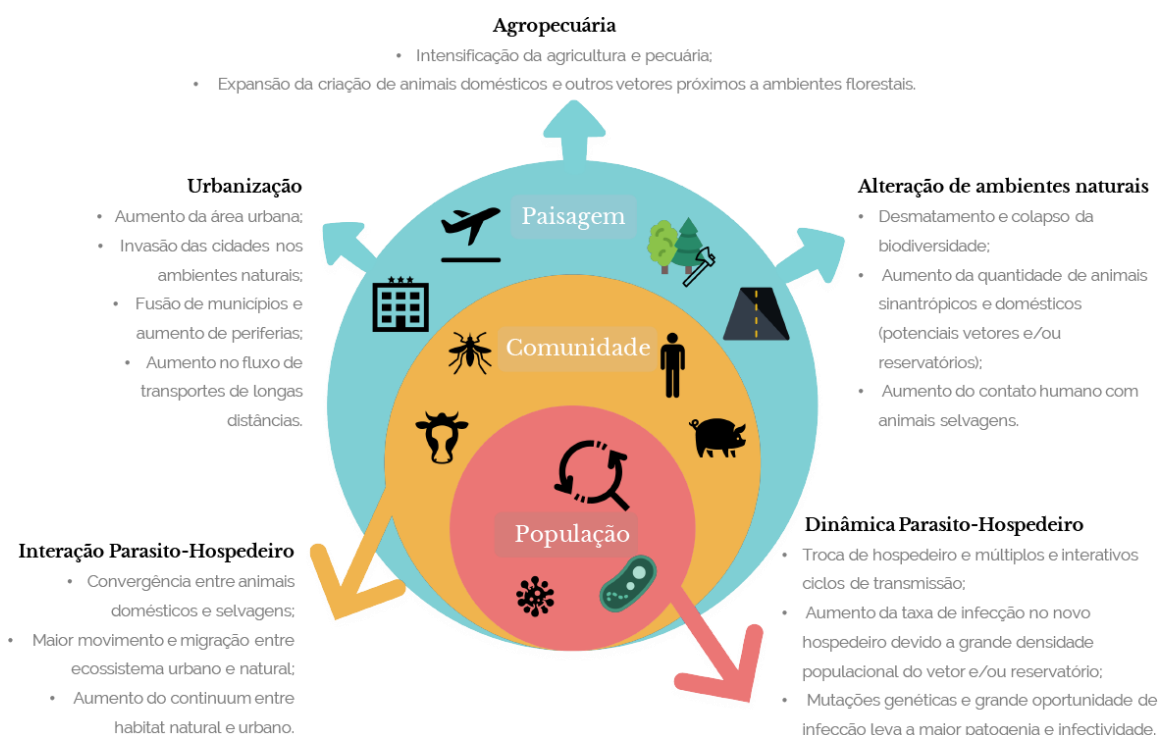 Agropecuária
• Intensificação da agricultura e pecuária;
• Expansão da criação de animais domésticos e outros vetores próximos a ambientes florestais.
Urbanização
• Aumento da área urbana;
• Invasão das cidades nos
ambientes naturais;
• Fusão de municípios e
aumento de periferias;
• Aumento no fluxo de
transportes de longas
distâncias.
Paisagem
Comunidade
População
Alteração de ambientes naturais
• Desmatamento e colapso da
biodiversidade;
• Aumento da quantidade de animais
sinantrópicos e domésticos
(potenciais vetores e/ou
reservatórios);
• Aumento do contato humano com
animais selvagens.
Interação Parasito-Hospedeiro
• Convergência entre animais
domésticos e selvagens;
• Maior movimento e migração entre
ecossistema urbano e natural;
• Aumento do continuum entre
habitat natural e urbano.
Dinâmica Parasito-Hospedeiro
• Troca de hospedeiro e múltiplos e interativos
ciclos de transmissão;
• Aumento da taxa de infecção no novo
hospedeiro devido a grande densidade
populacional do vetor e/ou reservatório;
• Mutações genéticas e grande oportunidade de
infecção leva a maior patogenia e infectividade.